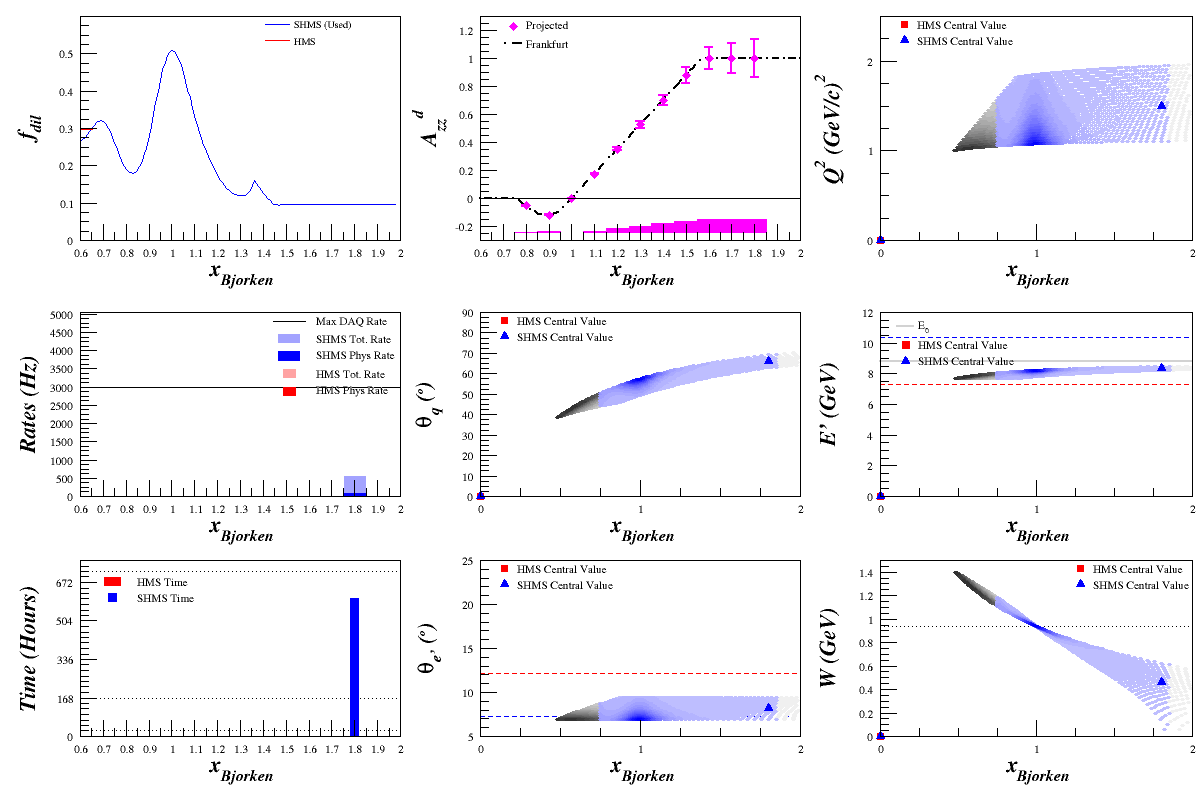 SHMS (Used)
HMS
f_dil
0.5
0.4
0.3
0.2
0.1
0
0.6 0.7 0.8 0.9 1 1.1 1.2 1.3 1.4 1.5 1.6 1.7 1.8 1.9 2
x_Bjorken
Projected
Frankfurt
A_zz^d
1.2
1
0.8
0.6
0.4
0.2
0
-0.2
0.6 0.7 0.8 0.9 1 1.1 1.2 1.3 1.4 1.5 1.6 1.7 1.8 1.9 2
x_Bjorken
HMS Central Value
SHMS Central Value
Q^2 (GeV/c)^2
2
1
0
0 1 2
x_Bjorken
Max DAQ Rate
SHMS Tot. Rate
SHMS Phys Rate
HMS Tot. Rate
HMS Phys Rate
Rates (Hz)
5000
4500
4000
3500
3000
2500
2000
1500
1000
500
0
0.6 0.7 0.8 0.9 1 1.1 1.2 1.3 1.4 1.5 1.6 1.7 1.8 1.9 2
x_Bjorken
HMS Central Value
SHMS Central Value
θ_q (°)
90
80
70
60
50
40
30
20
10
0
0 1 2
x_Bjorken
E_0
HMS Central Value
SHMS Central Value
E' (GeV)
12
10
8
6
4
2
0
0 1 2
x_Bjorken
HMS Time
SHMS Time
Time (Hours)
672
504
336
168
0
0.6 0.7 0.8 0.9 1 1.1 1.2 1.3 1.4 1.5 1.6 1.7 1.8 1.9 2
x_Bjorken
HMS Central Value
SHMS Central Value
θ_e' (°)
25
20
15
10
5
0 1 2
x_Bjorken
HMS Central Value
SHMS Central Value
W (GeV)
1.4
1.2
1
0.8
0.6
0.4
0.2
0
0 1 2
x_Bjorken